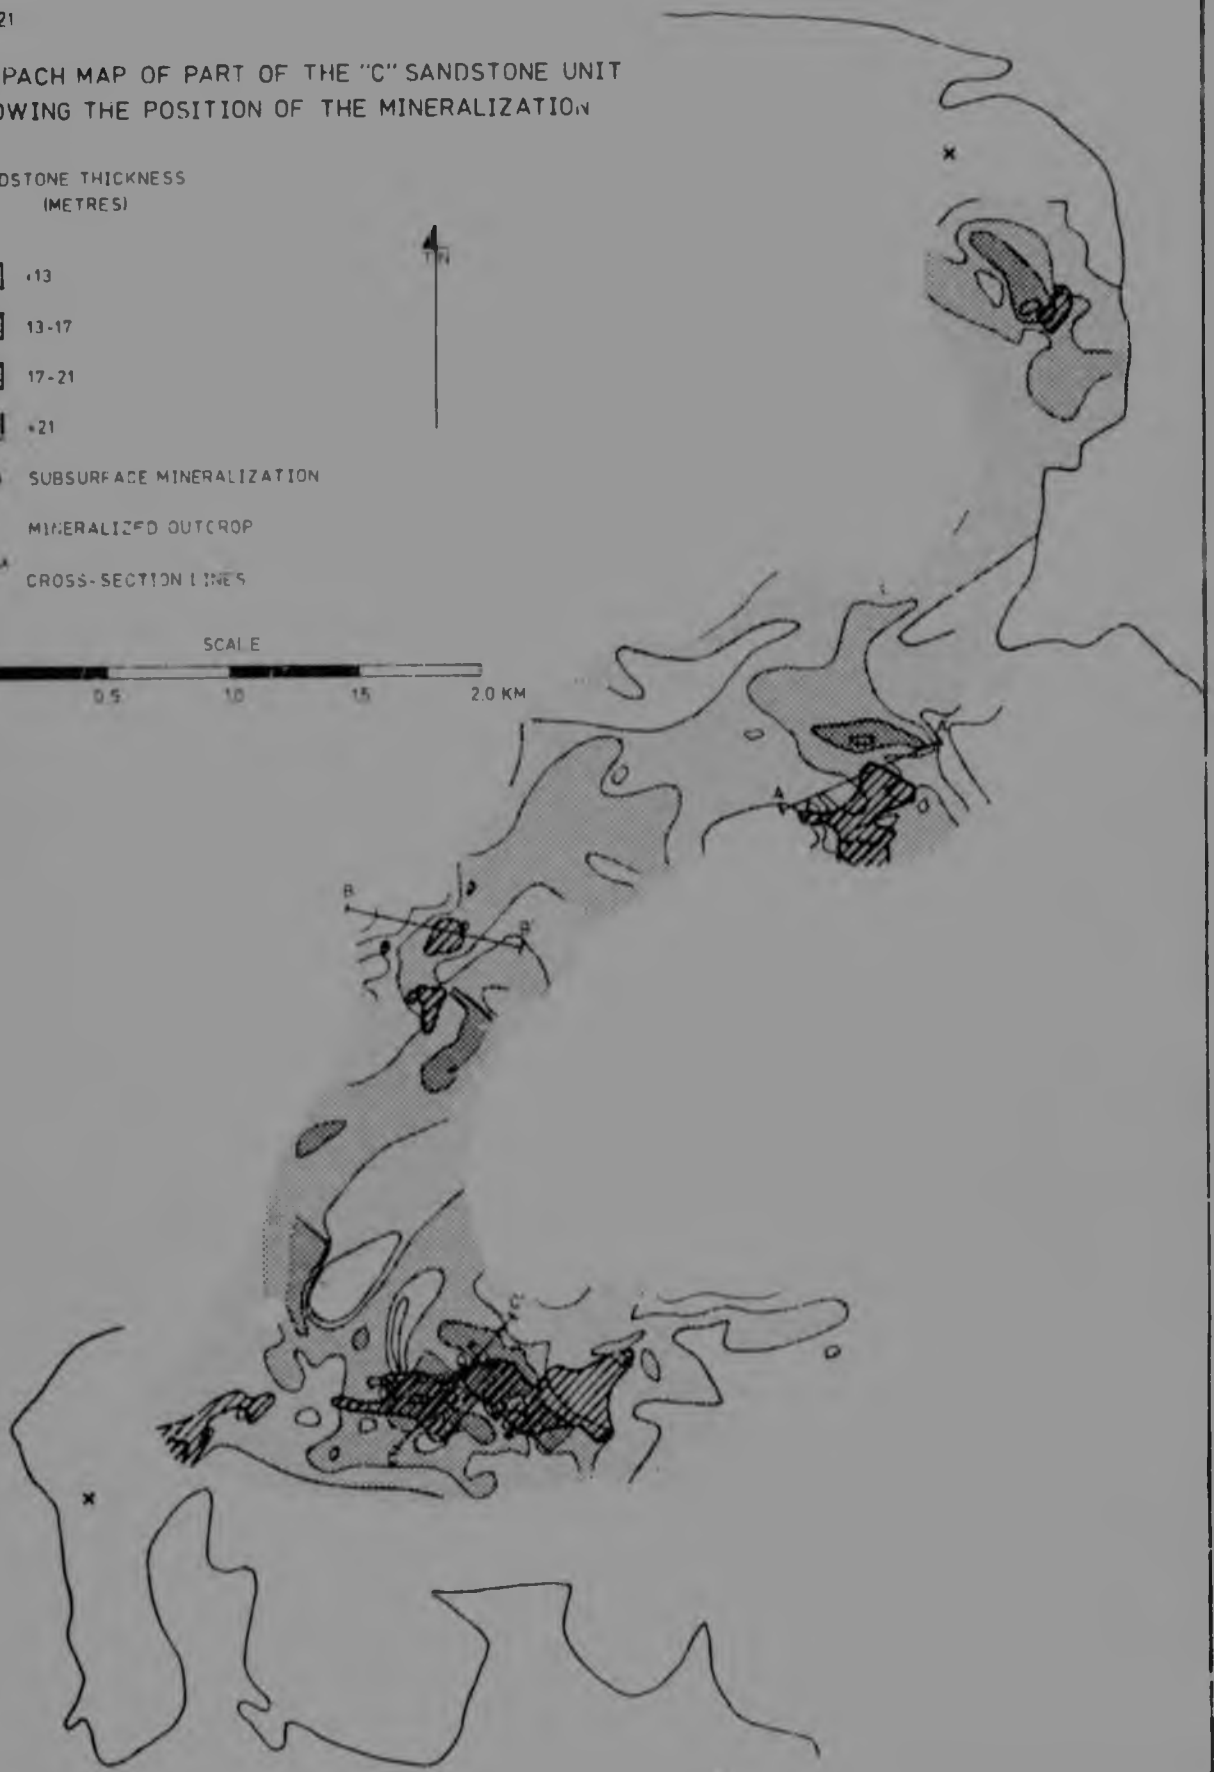 21
PACH MAP OF PART OF THE "C" SANDSTONE UNIT
OWING THE POSITION OF THE MINERALIZATION
DSTONE THICKNESS
(METRES)
TN
<13
13-17
17-21
SUBSURFACE MINERALIZATION
MINERALIZED OUTCROP
CROSS-SECTION LINES
SCALE
0.5 1.0 1.5 2.0 KM
A
B
B'